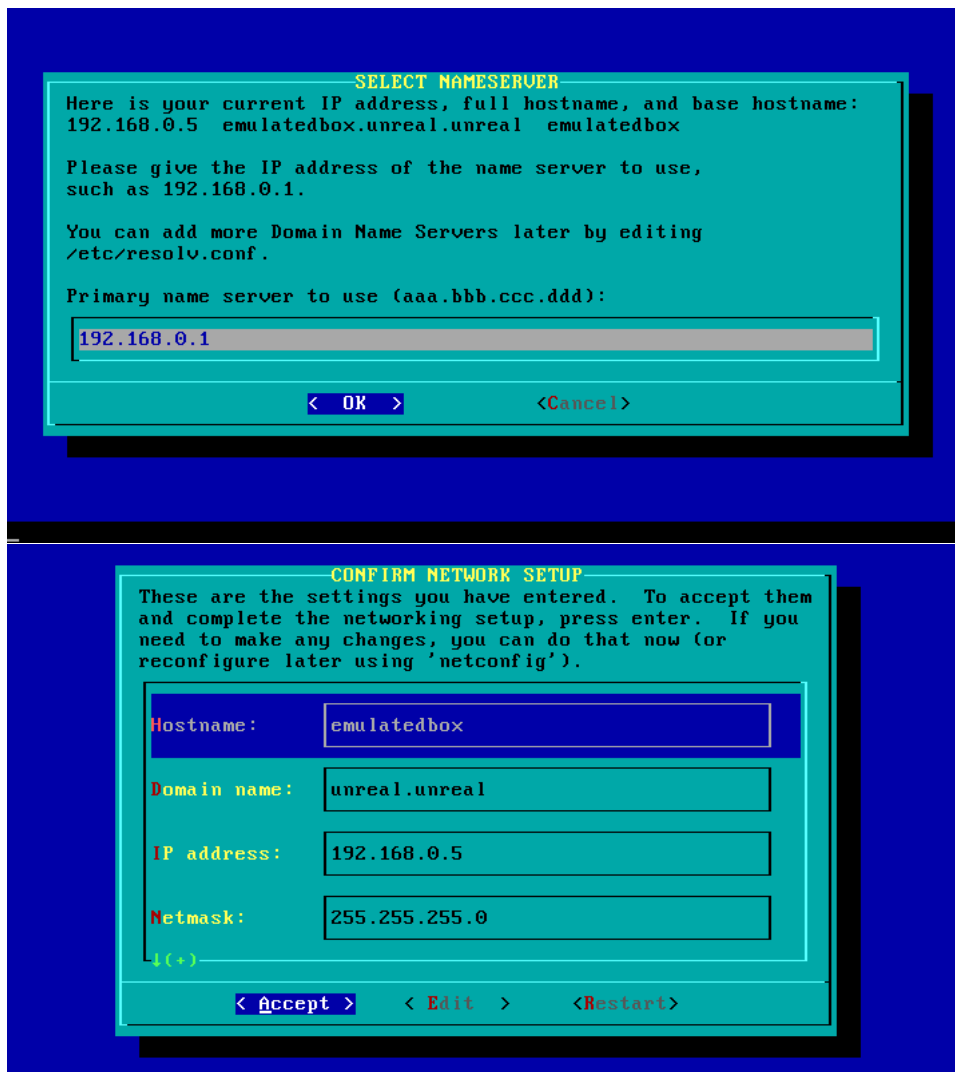 SELECT NAMESERVER
Here is your current IP address, full hostname, and base hostname:
192.168.0.5  emulatedbox.unreal.unreal  emulatedbox
Please give the IP address of the name server to use,
such as 192.168.0.1.
You can add more Domain Name Servers later by editing
/etc/resolv.conf.
Primary name server to use (aaa.bbb.ccc.ddd):
192.168.0.1
<  OK  > <Cancel>
CONFIRM NETWORK SETUP
These are the settings you have entered.  To accept them
and complete the networking setup, press enter.  If you
need to make any changes, you can do that now (or
reconfigure later using 'netconfig').
Hostname: emulatedbox
Domain name: unreal.unreal
IP address: 192.168.0.5
Netmask: 255.255.255.0
↓(+)
< Accept > < Edit  > <Restart>